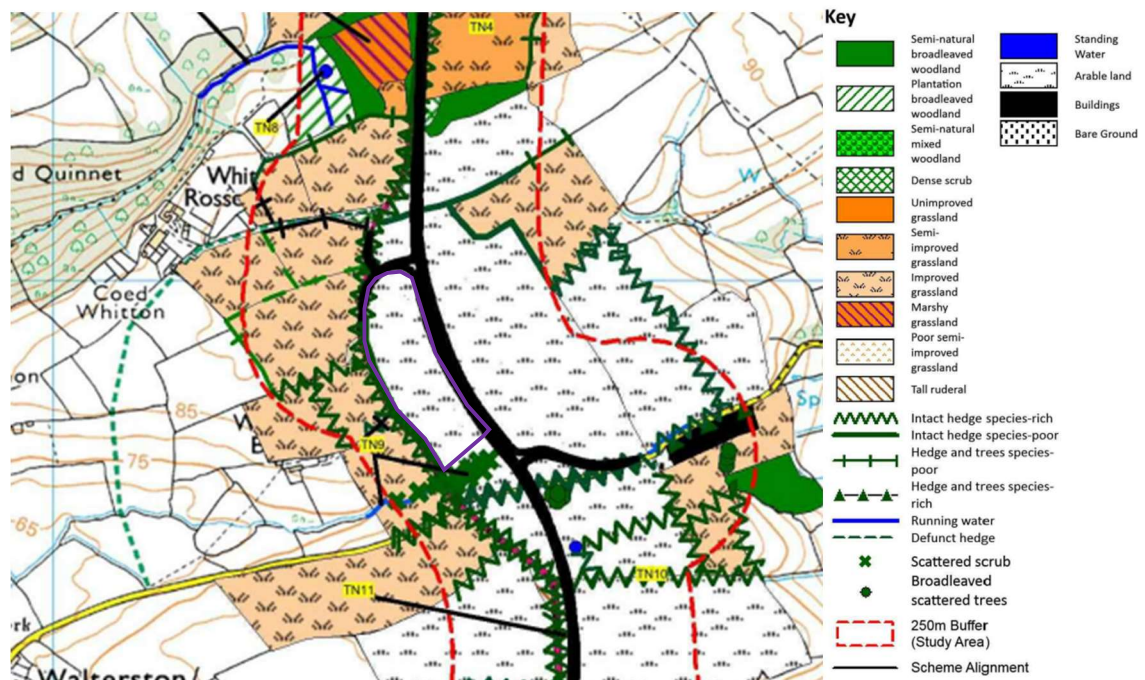 TN4
90
TN8
d Quinnet
Whit
Rosso
W
Coed
Whitton
on
85
75
65
W
TN9
Sp
TN10
TN11
rk
Walterston/
Key
Semi-natural
broadleaved
woodland
Plantation
broadleaved
woodland
Semi-natural
mixed
woodland
Dense scrub
Unimproved
grassland
Semi-
improved
grassland
Improved
grassland
Marshy
grassland
Poor semi-
improved
grassland
Tall ruderal
Intact hedge species-rich
Intact hedge species-poor
Hedge and trees species-
poor
Hedge and trees species-
rich
Running water
Defunct hedge
Scattered scrub
Broadleaved
scattered trees
250m Buffer
(Study Area)
Scheme Alignment
Standing
Water
Arable land
Buildings
Bare Ground